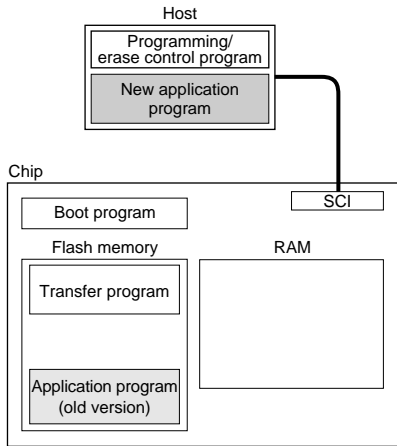 Host
Programming/
erase control program
New application
program
Chip
SCI
Boot program
Flash memory
RAM
Transfer program
Application program
(old version)